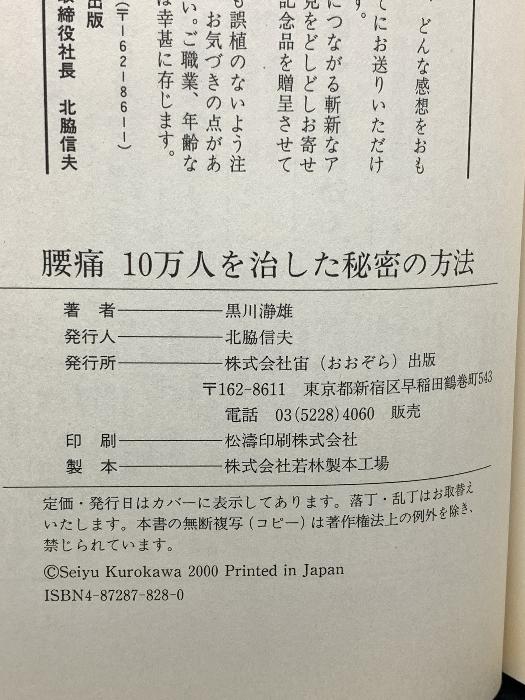 、どんな感想をおも
てにお送りいただけ
す。
につながる斬新なア
見をどしどしお寄せ
記念品を贈呈させて
も誤植のないよう注
お気づきの点があ
い。ご職業、年齢な
は幸甚に存じます。
(〒162-8611)
出版
取締役社長 北脇信夫
腰痛 10万人を治した秘密の方法
著者――――黒川瀞雄
発行人――――北脇信夫
発行所――――株式会社宙（おおぞら）出版
〒162-8611 東京都新宿区早稲田鶴巻町543
電話 03(5228)4060 販売
印刷――――松濤印刷株式会社
製本――――株式会社若林製本工場
定価・発行日はカバーに表示してあります。落丁・乱丁はお取替え
いたします。本書の無断複写（コピー）は著作権法上の例外を除き、
禁じられています。
©Seiyu Kurokawa 2000 Printed in Japan
ISBN4-87287-828-0